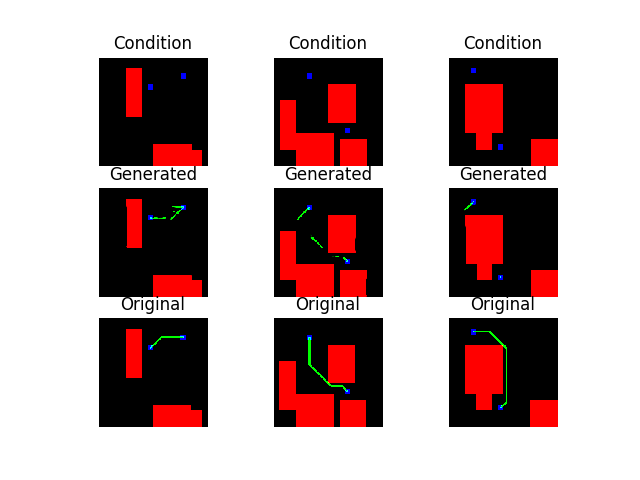 Condition Condition Condition
Generated Generated Generated
Original Original Original